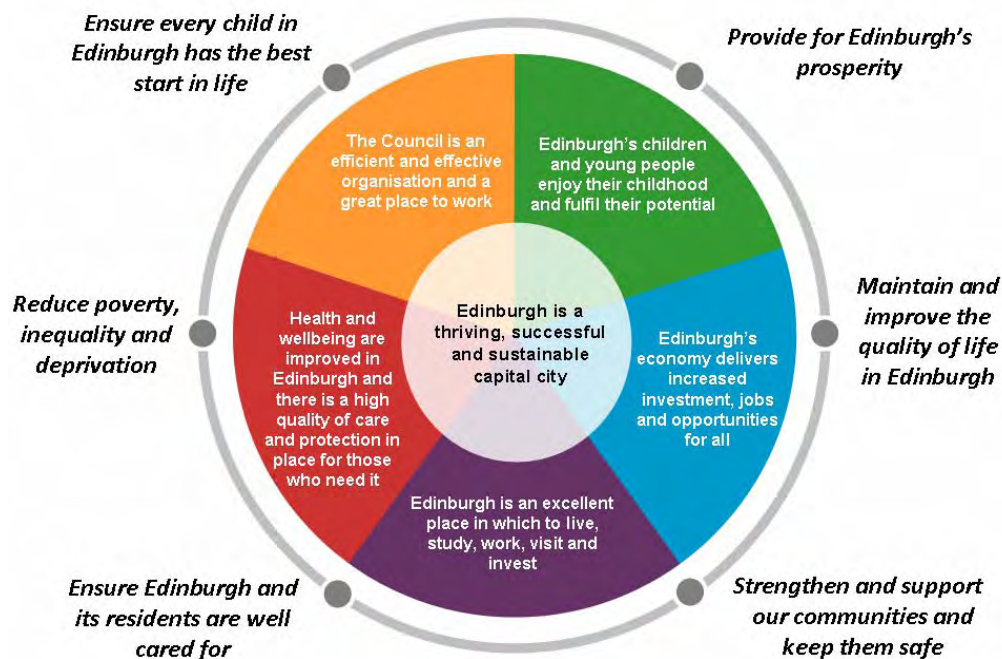 Ensure every child in
Edinburgh has the best
start in life
Provide for Edinburgh's
prosperity
The Council is an
efficient and effective
organisation and a
great place to work
Edinburgh's children
and young people
enjoy their childhood
and fulfil their potential
Reduce poverty,
inequality and
deprivation
Health and
wellbeing are
improved in
Edinburgh and
there is a high
quality of care
and protection in
place for those
who need it
Edinburgh is a
thriving, successful
and sustainable
capital city
Edinburgh's
economy delivers
increased
investment, jobs
and opportunities
for all
Maintain and
improve the
quality of life
in Edinburgh
Edinburgh is an excellent
place in which to live,
study, work, visit and
invest
Ensure Edinburgh and
its residents are well
cared for
Strengthen and support
our communities and
keep them safe